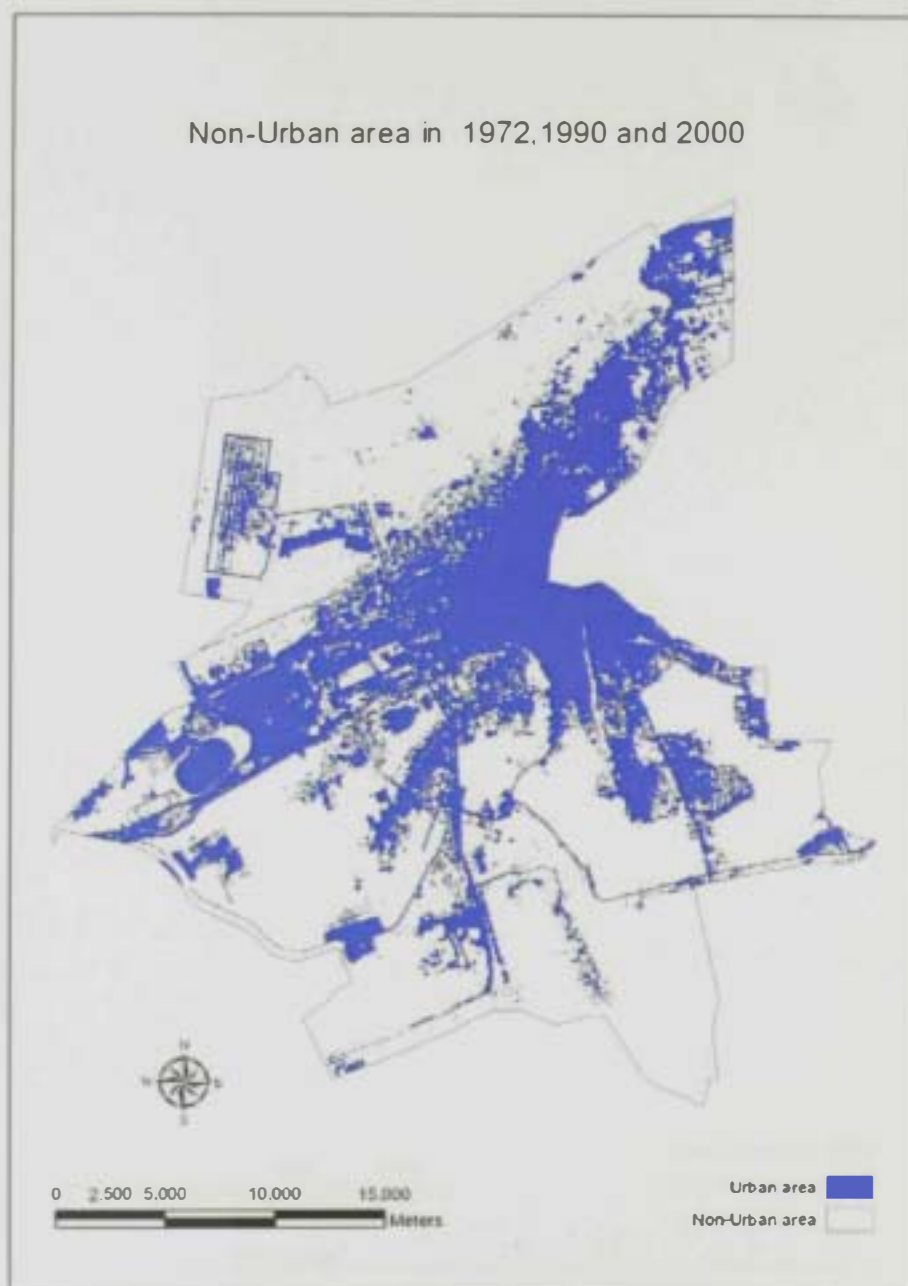 Non-Urban area in 1972,1990 and 2000
N
S
0 2.500 5.000 10.000 15.000
Meters
Urban area
Non-Urban area